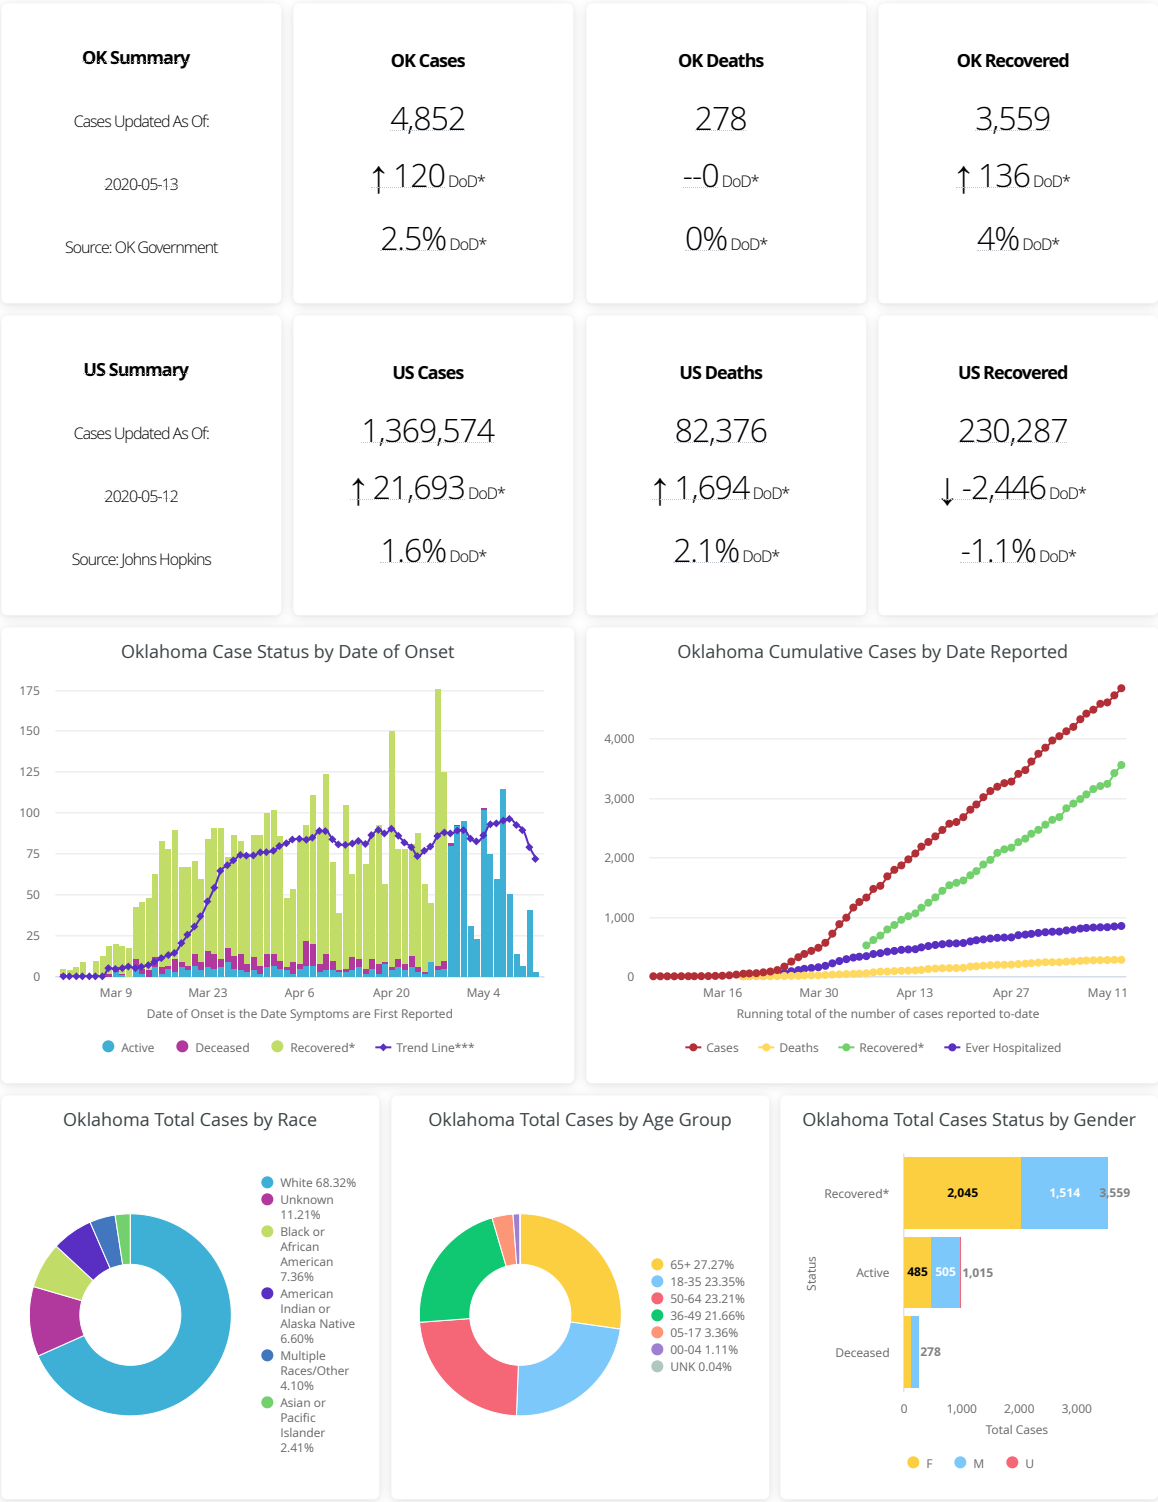 OK Summary
Cases Updated As Of:
2020-05-13
Source: OK Government
OK Cases
4,852
↑ 120 DoD*
2.5% DoD*
OK Deaths
278
--0 DoD*
0% DoD*
OK Recovered
3,559
↑ 136 DoD*
4% DoD*
US Summary
Cases Updated As Of:
2020-05-12
Source: Johns Hopkins
US Cases
1,369,574
↑ 21,693 DoD*
1.6% DoD*
US Deaths
82,376
↑ 1,694 DoD*
2.1% DoD*
US Recovered
230,287
↓ -2,446 DoD*
-1.1% DoD*
Oklahoma Case Status by Date of Onset
175
150
125
100
75
50
25
0
Mar 9 Mar 23 Apr 6 Apr 20 May 4
Date of Onset is the Date Symptoms are First Reported
Active Deceased Recovered* Trend Line***
Oklahoma Cumulative Cases by Date Reported
4,000
3,000
2,000
1,000
0
Mar 16 Mar 30 Apr 13 Apr 27 May 11
Running total of the number of cases reported to-date
Cases Deaths Recovered* Ever Hospitalized
Oklahoma Total Cases by Race
White 68.32%
Unknown
11.21%
Black or
African
American
7.36%
American
Indian or
Alaska Native
6.60%
Multiple
Races/Other
4.10%
Asian or
Pacific
Islander
2.41%
Oklahoma Total Cases by Age Group
65+ 27.27%
18-35 23.35%
50-64 23.21%
36-49 21.66%
05-17 3.36%
00-04 1.11%
UNK 0.04%
Oklahoma Total Cases Status by Gender
Status
Recovered* 2,045 1,514 3,559
Active 485 505 1,015
Deceased 278
0 1,000 2,000 3,000
Total Cases
F M U